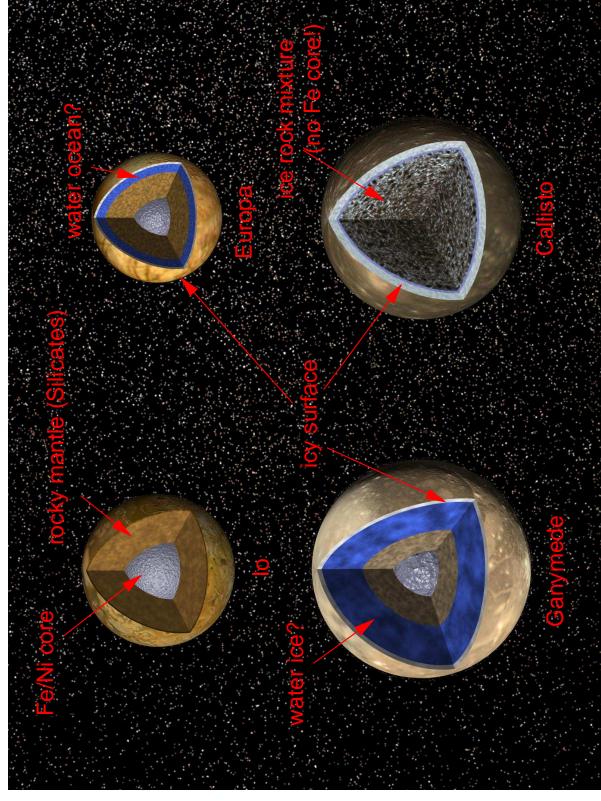 Fe/Ni core
rocky mantle (Silicates)
water ocean?
Io
Europa
water ice?
icy surface
ice rock mixture
(no Fe core!)
Ganymede
Callisto